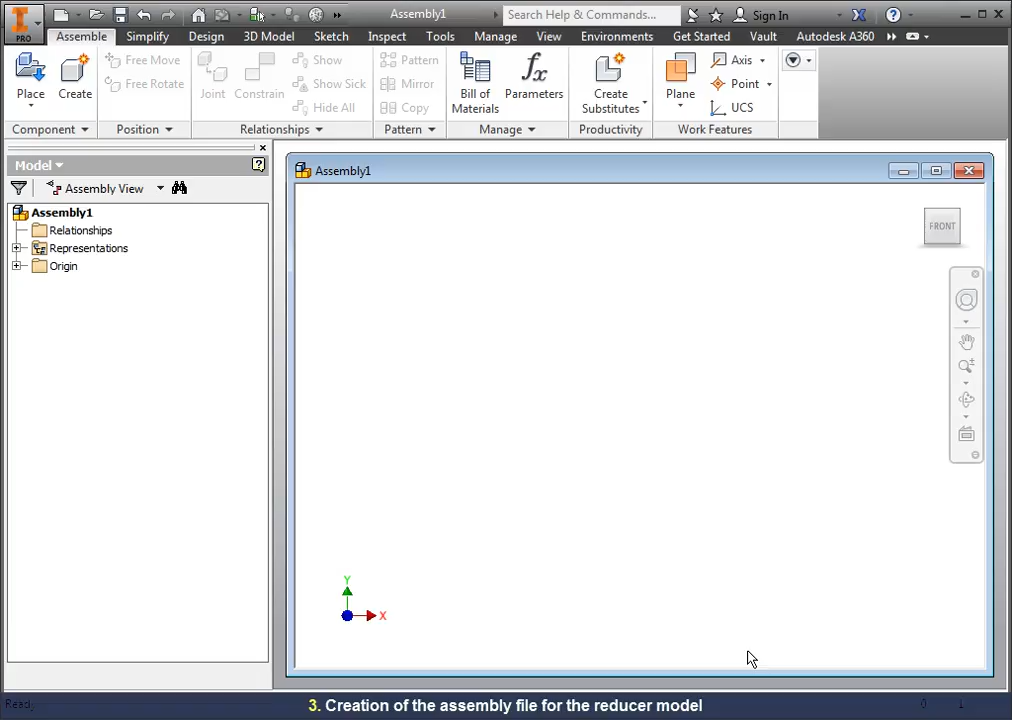 PRO
Assembly1
Search Help & Commands...
Sign In
Assemble
Simplify
Design
3D Model
Sketch
Inspect
Tools
Manage
View
Environments
Get Started
Vault
Autodesk A360
Place
Create
Free Move
Free Rotate
Joint
Constrain
Show
Show Sick
Hide All
Pattern
Mirror
Copy
Bill of
Materials
Parameters
Create
Substitutes
Plane
Axis
Point
UCS
Component
Position
Relationships
Pattern
Manage
Productivity
Work Features
Model
Assembly View
Assembly1
Relationships
Representations
Origin
Assembly1
FRONT
Y
X
Ready
0
1
3. Creation of the assembly file for the reducer model